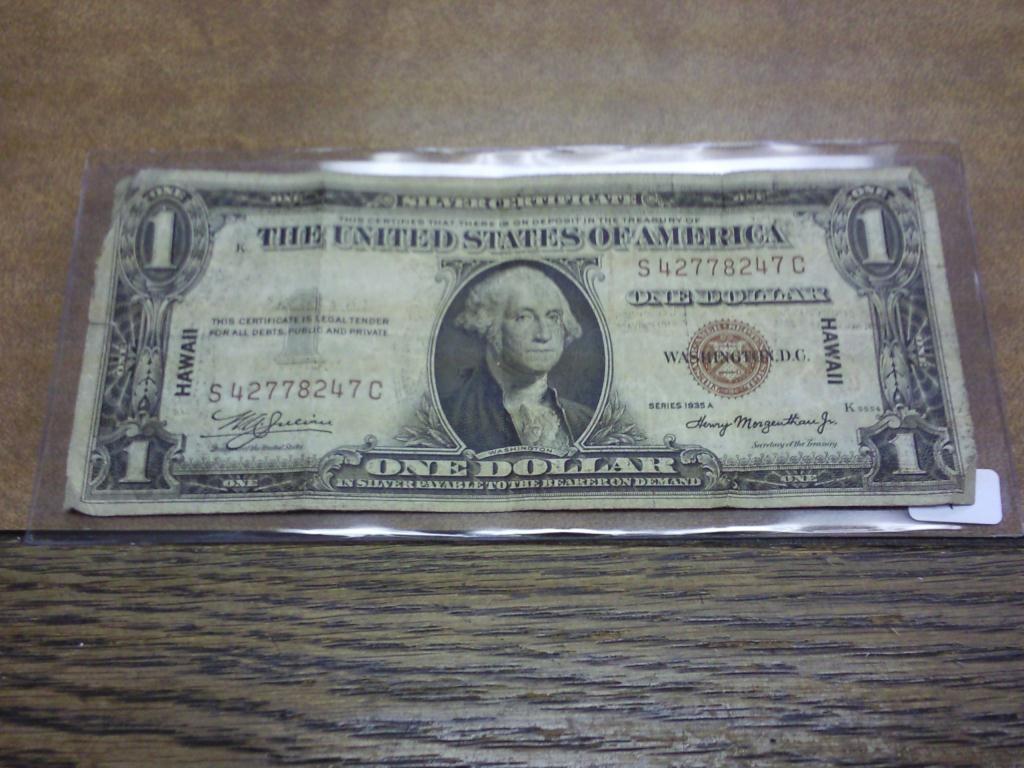 ONE
ONE
SILVER CERTIFICATE
ONE
ONE
1
1
THIS CERTIFIES THAT THERE IS ON DEPOSIT IN THE TREASURY OF
K
THE UNITED STATES OF AMERICA
S 42778247 C
ONE DOLLAR
THIS CERTIFICATE IS LEGAL TENDER
FOR ALL DEBTS, PUBLIC AND PRIVATE
HAWAII
HAWAII
WASHINGTON, D.C.
S 42778247 C
SERIES 1935 A
K
Henry Morgenthau Jr.
Secretary of the Treasury
WASHINGTON
1
1
ONE DOLLAR
ONE
ONE
IN SILVER PAYABLE TO THE BEARER ON DEMAND